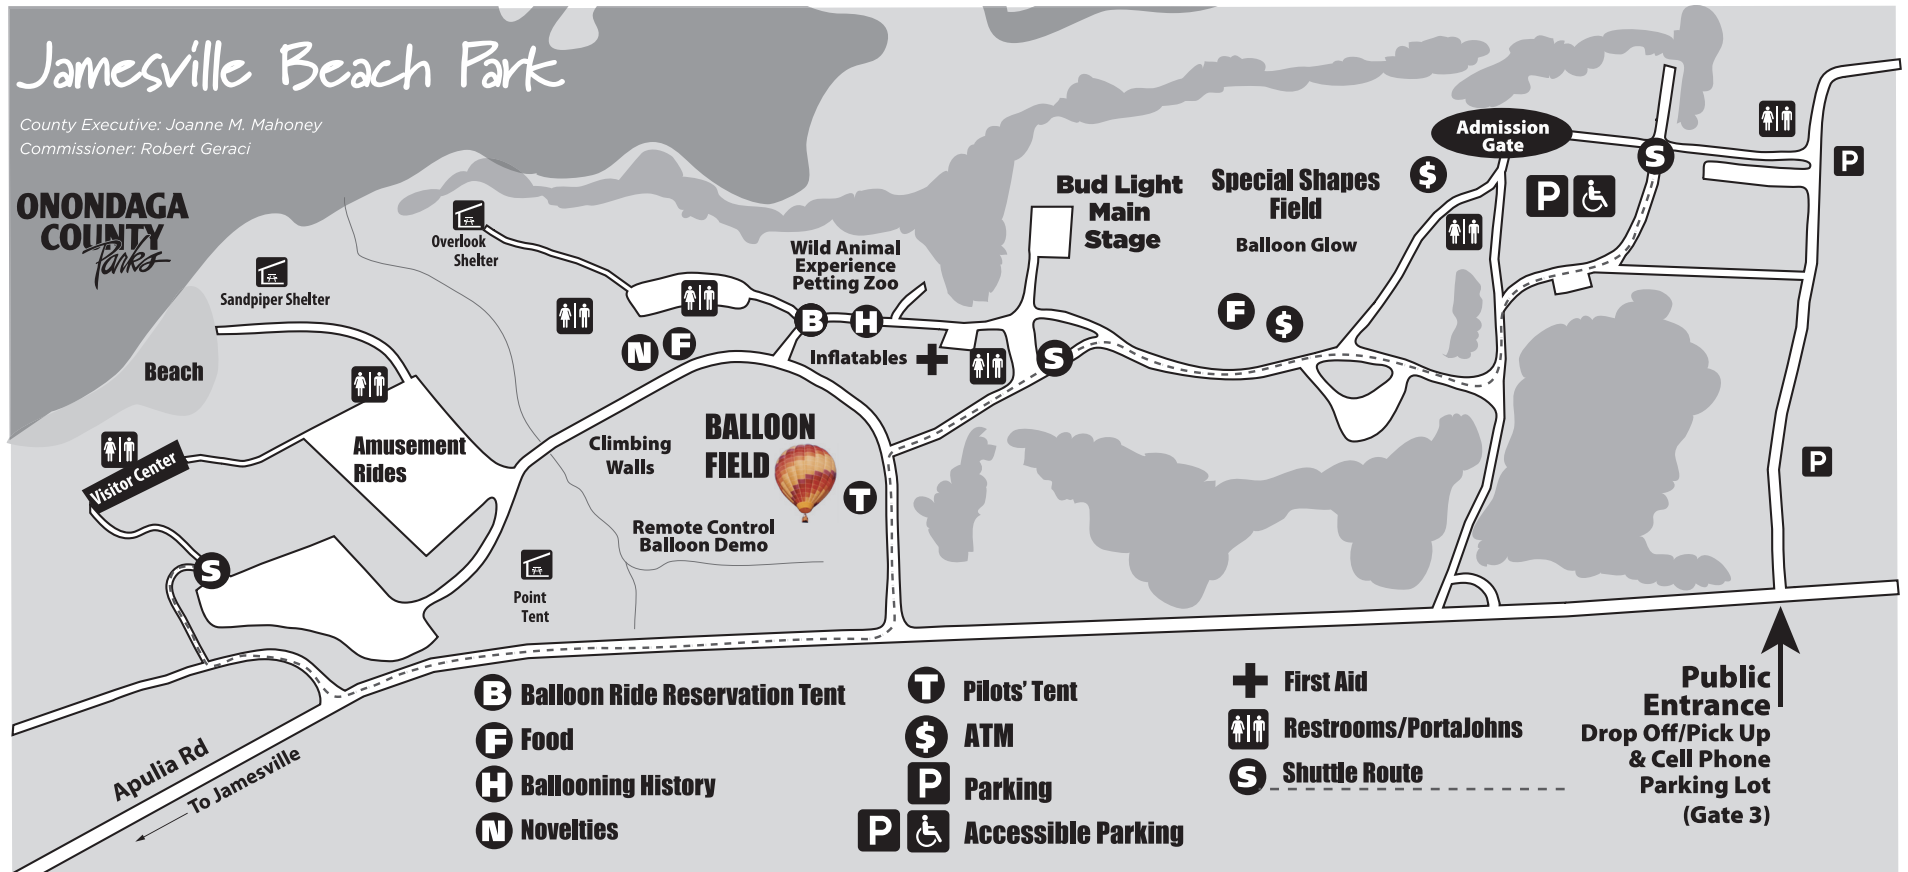 Jamesville Beach Park
County Executive: Joanne M. Mahoney
Commissioner: Robert Geraci
ONONDAGA
COUNTY
Parks
Overlook
Shelter
Sandpiper Shelter
Beach
Visitor Center
Amusement
Rides
S
N
F
Wild Animal
Experience
Petting Zoo
B
H
Inflatables
Climbing
Walls
BALLOON
FIELD
T
Remote Control
Balloon Demo
Point
Tent
Bud Light
Main
Stage
S
Special Shapes
Field
Balloon Glow
F
$
$
Admission
Gate
P
S
P
P
Apulia Rd
To Jamesville
B Balloon Ride Reservation Tent
F Food
H Ballooning History
N Novelties
T Pilots' Tent
$ ATM
P Parking
P Accessible Parking
First Aid
Restrooms/PortaJohns
S Shuttle Route
Public
Entrance
Drop Off/Pick Up
& Cell Phone
Parking Lot
(Gate 3)